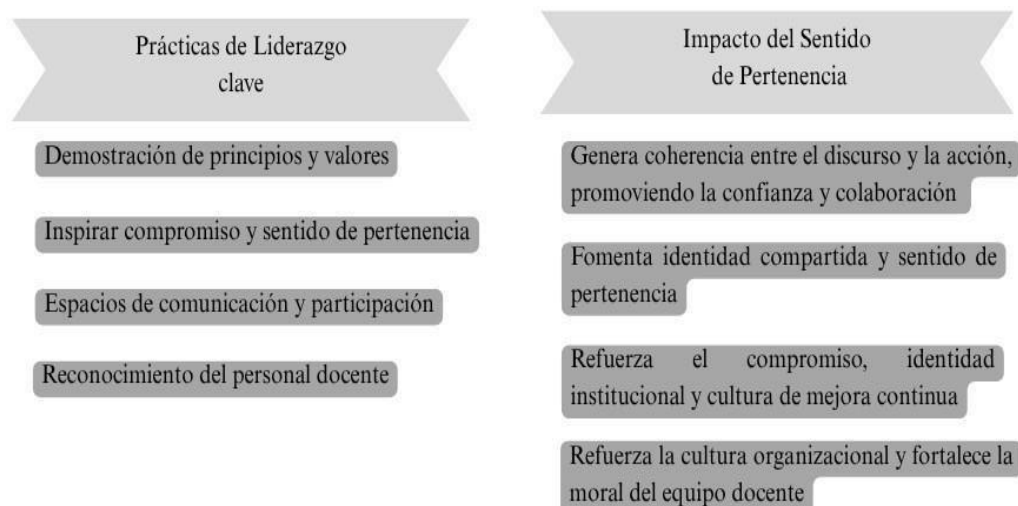 Prácticas de Liderazgo
clave
Demostración de principios y valores
Inspirar compromiso y sentido de pertenencia
Espacios de comunicación y participación
Reconocimiento del personal docente
Impacto del Sentido
de Pertenencia
Genera coherencia entre el discurso y la acción,
promoviendo la confianza y colaboración
Fomenta identidad compartida y sentido de
pertenencia
Refuerza el compromiso, identidad
institucional y cultura de mejora continua
Refuerza la cultura organizacional y fortalece la
moral del equipo docente